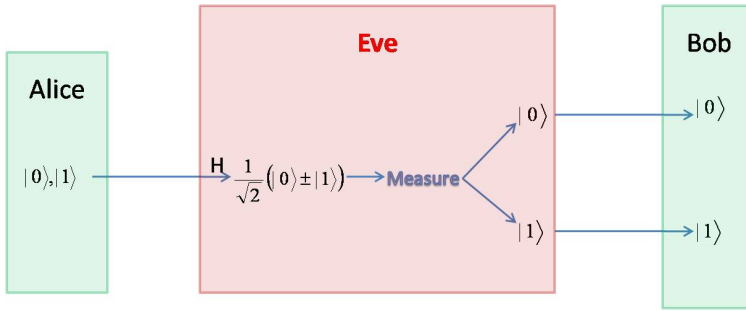 Alice
|0⟩,|1⟩
Eve
H
1/√2 (|0⟩±|1⟩)
Measure
|0⟩
|1⟩
Bob
|0⟩
|1⟩